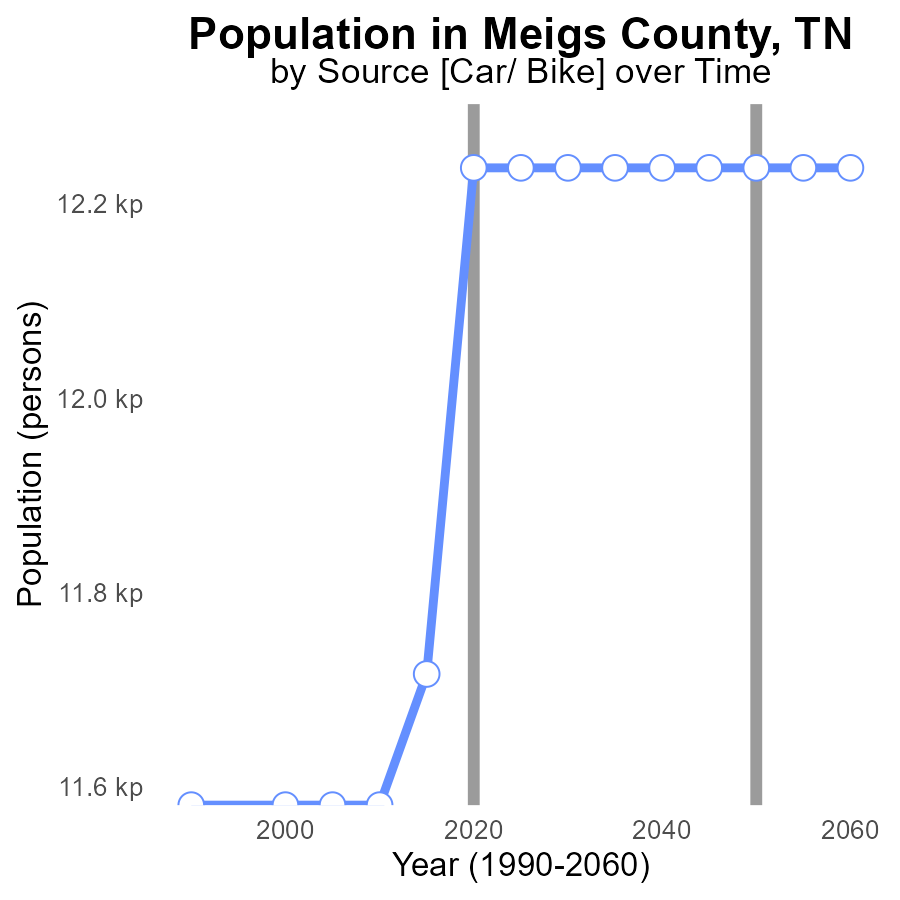 Population in Meigs County, TN
by Source [Car/ Bike] over Time
Population (persons)
12.2 kp
12.0 kp
11.8 kp
11.6 kp
2000 2020 2040 2060
Year (1990-2060)